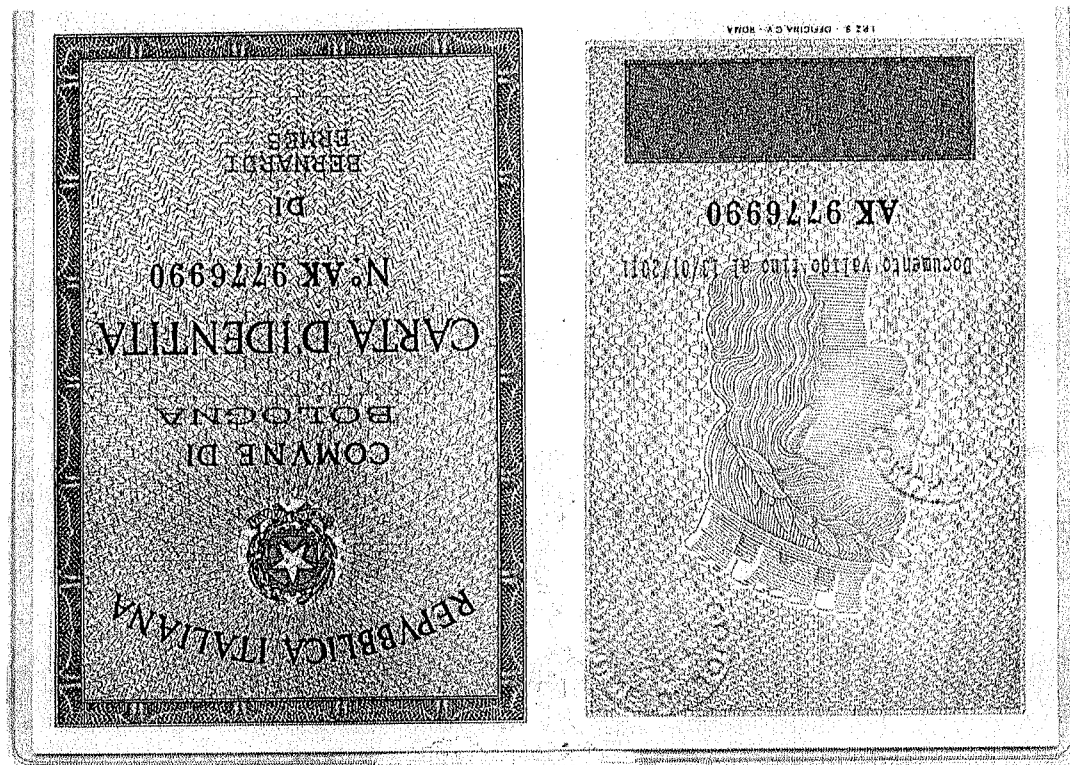 REPVBBLICA ITALIANA
COMVNE DI
BOLOGNA
CARTA D'IDENTITÀ
N° AK 9776990
DI
BERNARDI
ERMES
Documento valido fino al 13/01/2011
AK 9776990
I.P.Z.S. - OFFICINA C.V. - ROMA